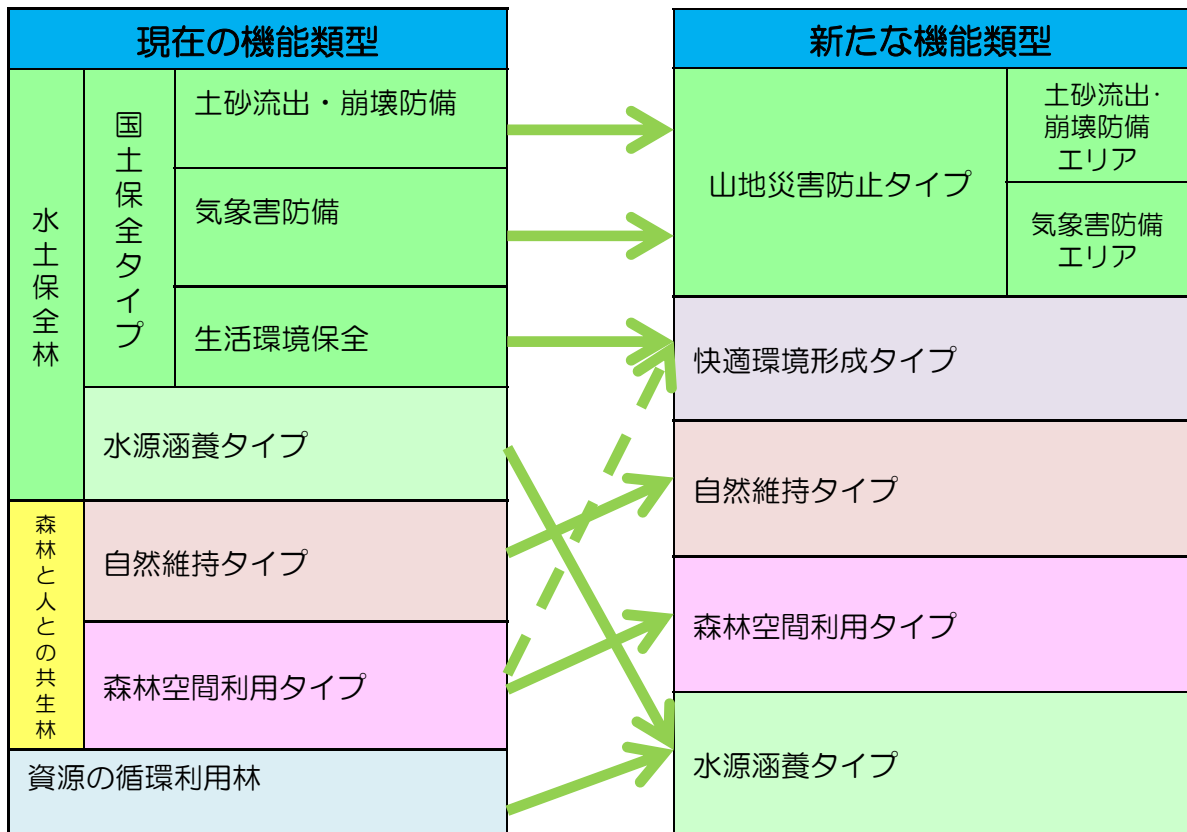 現在の機能類型
水土保全林
国土保全タイプ
土砂流出・崩壊防備
気象害防備
生活環境保全
水源涵養タイプ
森林と人との共生林
自然維持タイプ
森林空間利用タイプ
資源の循環利用林
新たな機能類型
山地災害防止タイプ
土砂流出・
崩壊防備
エリア
気象害防備
エリア
快適環境形成タイプ
自然維持タイプ
森林空間利用タイプ
水源涵養タイプ